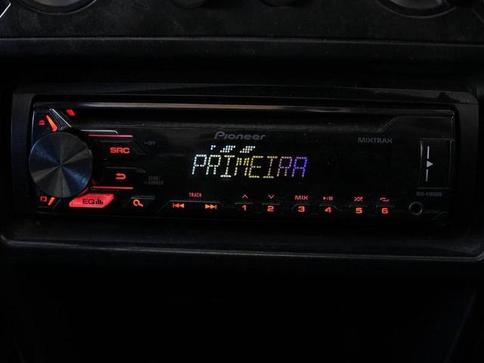 Pioneer
MIXTRAX
SRC
PRIMEIRA
TRACK
MIX
EQ
1 2 3 4 5 6